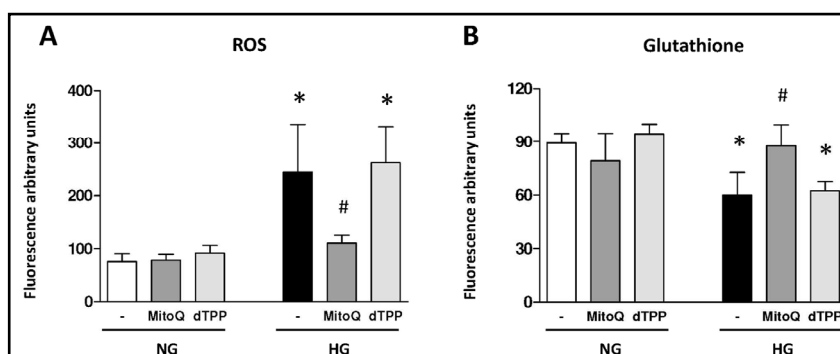 A
ROS
Fluorescence arbitrary units
400
300
200
100
0
*
#
*
- MitoQ dTPP - MitoQ dTPP
NG HG
B
Glutathione
Fluorescence arbitrary units
120
90
60
30
0
*
#
*
- MitoQ dTPP - MitoQ dTPP
NG HG